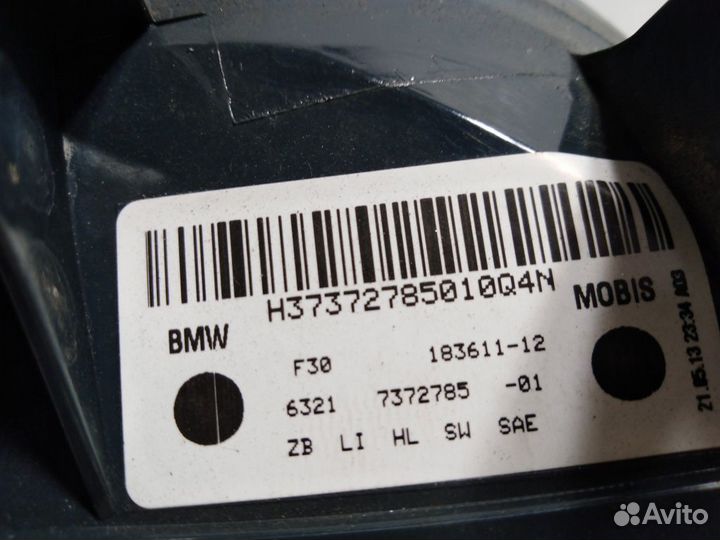 H37372785010Q4N
BMW
MOBIS
F30 183611-12
6321 7372785 -01
ZB LI HL SW SAE
21.05.13 23:34 A03
Avito